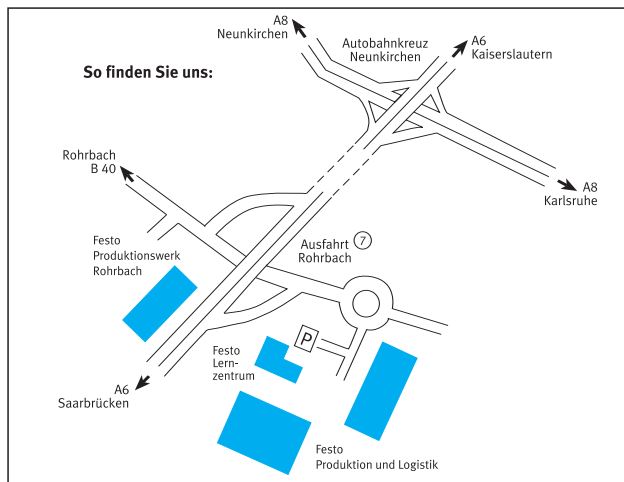 A8
Neunkirchen
Autobahnkreuz
Neunkirchen
A6
Kaiserslautern
So finden Sie uns:
Rohrbach
B 40
A8
Karlsruhe
Ausfahrt 7
Rohrbach
Festo
Produktionswerk
Rohrbach
P
Festo
Lern-
zentrum
A6
Saarbrücken
Festo
Produktion und Logistik